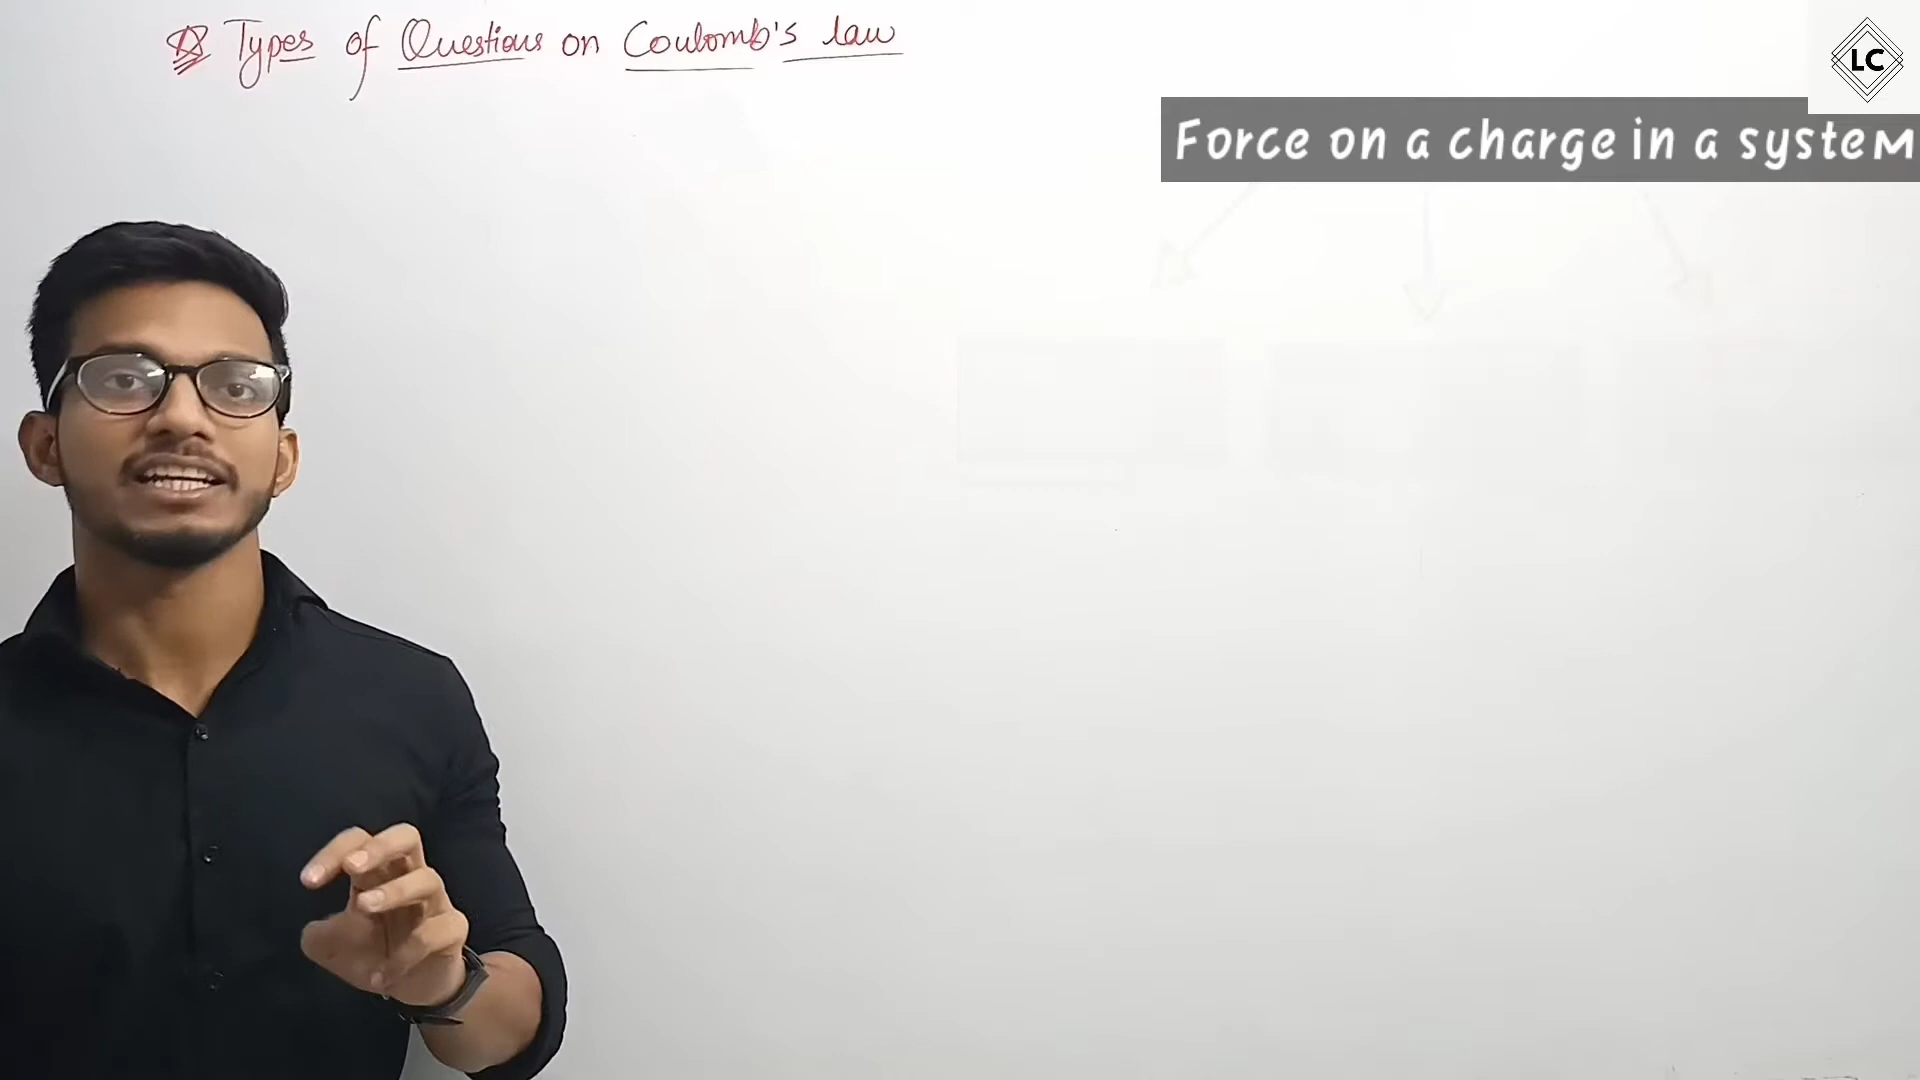 Types of Questions on Coulomb's law
LC
Force on a charge in a system